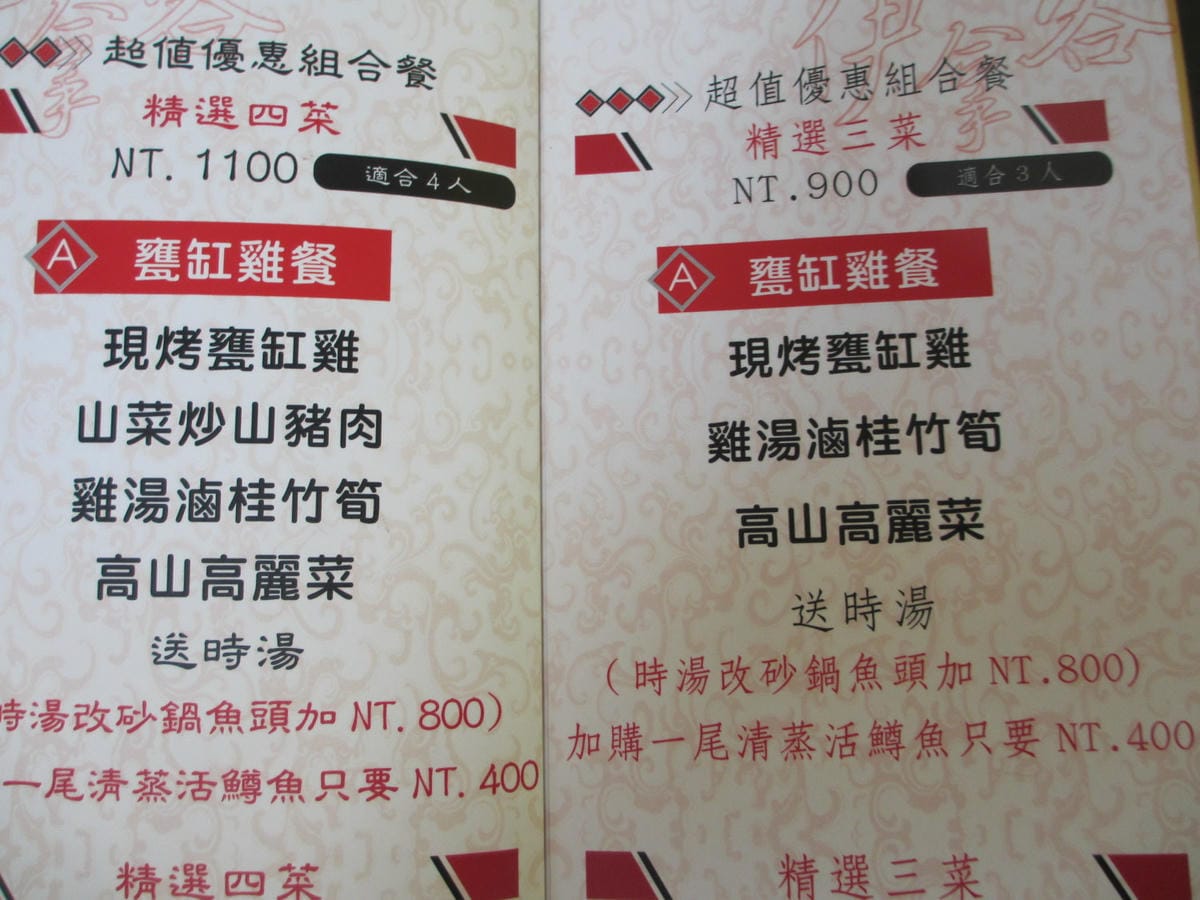 超值優惠組合餐
精選四菜
NT. 1100 適合4人
A 甕缸雞餐
現烤甕缸雞
山菜炒山豬肉
雞湯滷桂竹筍
高山高麗菜
送時湯
時湯改砂鍋魚頭加 NT. 800)
一尾清蒸活鱒魚只要 NT. 400
精選四菜
超值優惠組合餐
精選三菜
NT.900 適合3人
A 甕缸雞餐
現烤甕缸雞
雞湯滷桂竹筍
高山高麗菜
送時湯
(時湯改砂鍋魚頭加 NT.800)
加購一尾清蒸活鱒魚只要 NT.400
精選三菜